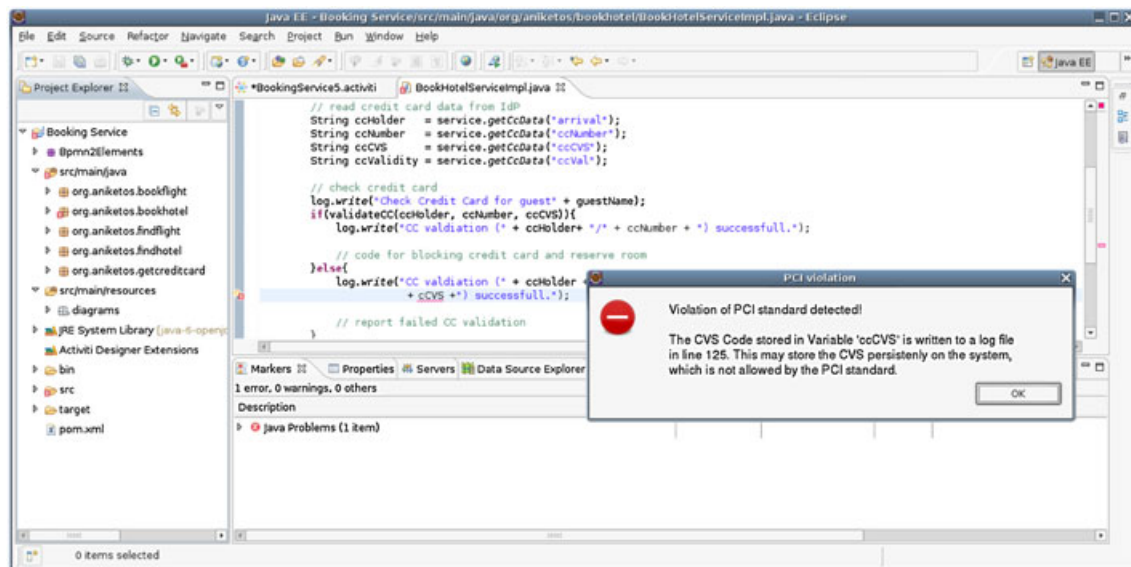 Java EE - Booking Service/src/main/java/org/aniketos/bookhotel/BookHotelServiceImpl.java - Eclipse
File Edit Source Refactor Navigate Search Project Run Window Help
Java EE
Project Explorer
*BookingService5.activiti
BookHotelServiceImpl.java
Booking Service
Bpmn2Elements
src/main/java
org.aniketos.bookflight
org.aniketos.bookhotel
org.aniketos.findflight
org.aniketos.findhotel
org.aniketos.getcreditcard
src/main/resources
diagrams
JRE System Library (java-6-openjd
Activiti Designer Extensions
bin
src
target
pom.xml
// read credit card data from IdP
String ccHolder = service.getCcData("arrival");
String ccNumber = service.getCcData("ccNumber");
String ccCVS = service.getCcData("ccCVS");
String ccValidity = service.getCcData("ccVal");
// check credit card
log.write("Check Credit Card for guest" + guestName);
if(validateCC(ccHolder, ccNumber, ccCVS)){
log.write("CC valdiation (" + ccHolder+ "/" + ccNumber + ") successfull.");
// code for blocking credit card and reserve room
}else{
log.write("CC valdiation (" + ccHolder +
+ cCVS +") successfull.");
// report failed CC validation
}
PCI violation
Violation of PCI standard detected!
The CVS Code stored in Variable 'ccCVS' is written to a log file
in line 125. This may store the CVS persistenly on the system,
which is not allowed by the PCI standard.
OK
Markers Properties Servers Data Source Explorer
1 error, 0 warnings, 0 others
Description
Java Problems (1 item)
0 items selected